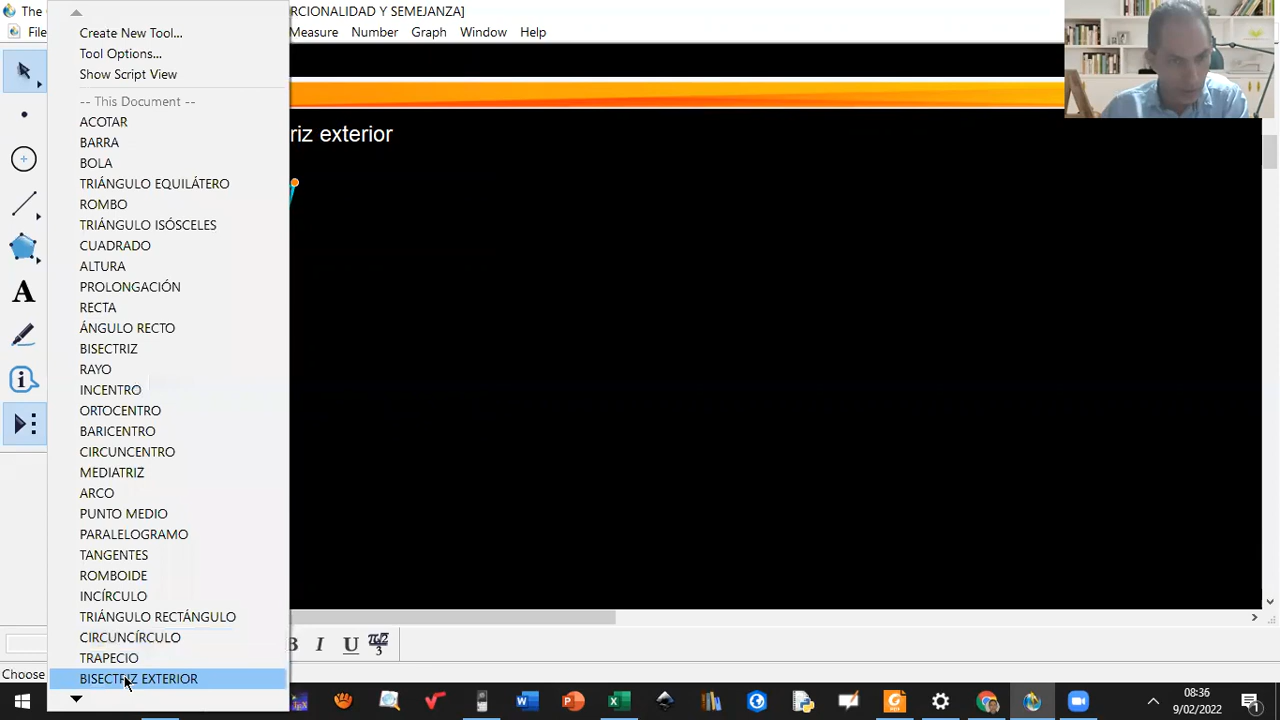 The G
RCIONALIDAD Y SEMEJANZA]
File
Measure
Number
Graph
Window
Help
Create New Tool...
Tool Options...
Show Script View
-- This Document --
ACOTAR
BARRA
BOLA
TRIÁNGULO EQUILÁTERO
ROMBO
TRIÁNGULO ISÓSCELES
CUADRADO
ALTURA
PROLONGACIÓN
RECTA
ÁNGULO RECTO
BISECTRIZ
RAYO
INCENTRO
ORTOCENTRO
BARICENTRO
CIRCUNCENTRO
MEDIATRIZ
ARCO
PUNTO MEDIO
PARALELOGRAMO
TANGENTES
ROMBOIDE
INCÍRCULO
TRIÁNGULO RECTÁNGULO
CIRCUNCÍRCULO
TRAPECIO
BISECTRIZ EXTERIOR
riz exterior
A
B I U
Choose
08:36
9/02/2022